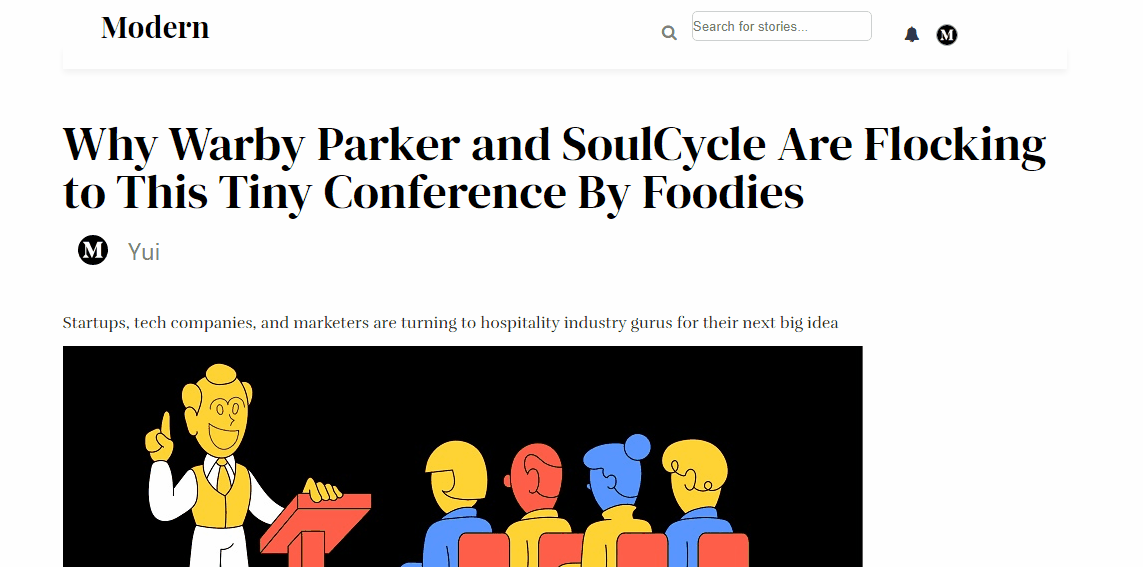 Modern
Search for stories...
M
Why Warby Parker and SoulCycle Are Flocking
to This Tiny Conference By Foodies
M
Yui
Startups, tech companies, and marketers are turning to hospitality industry gurus for their next big idea